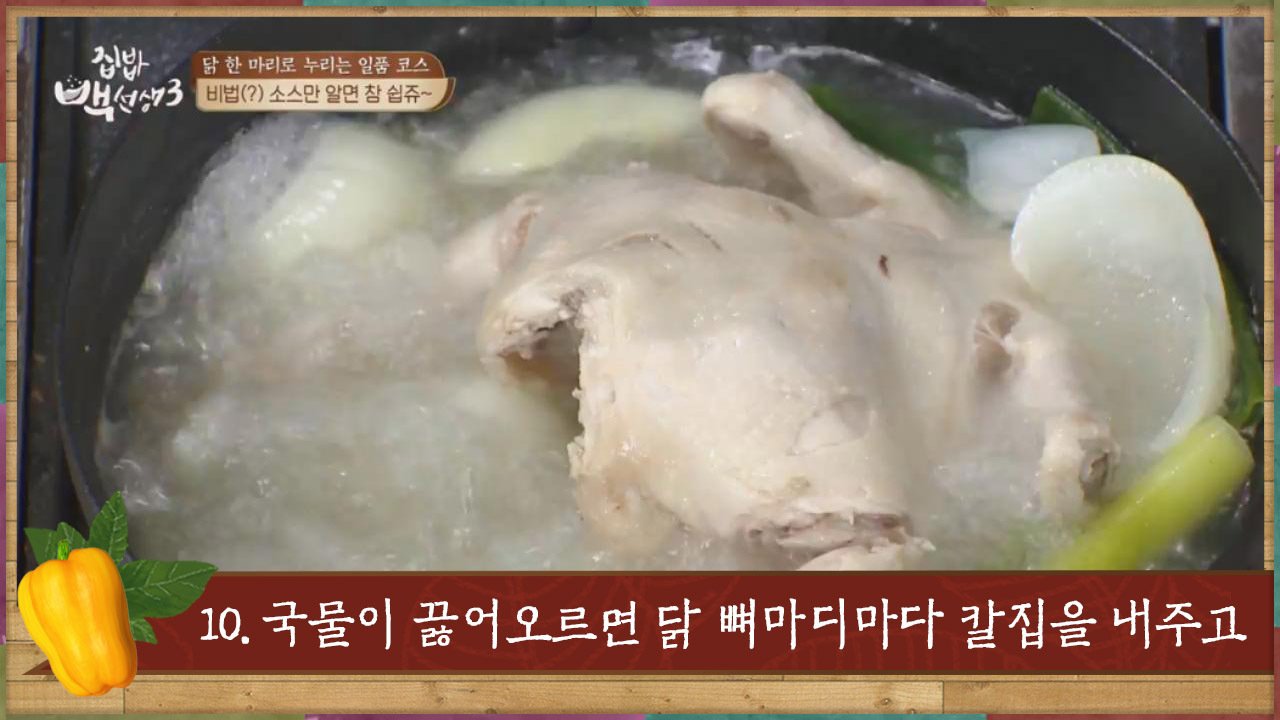 집밥
백선생3
닭 한 마리로 누리는 일품 코스
비법(?) 소스만 알면 참 쉽쥬~
10. 국물이 끓어오르면 닭 뼈마디마다 칼집을 내주고